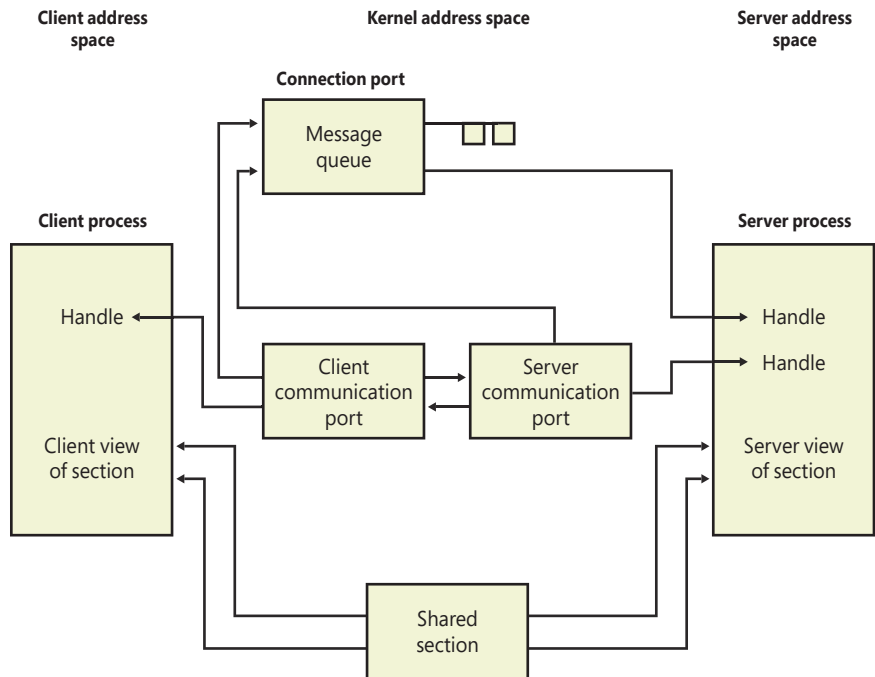 Client address
space
Kernel address space
Server address
space
Connection port
Message
queue
Client process
Server process
Handle
Handle
Client
communication
port
Server
communication
port
Handle
Client view
of section
Server view
of section
Shared
section